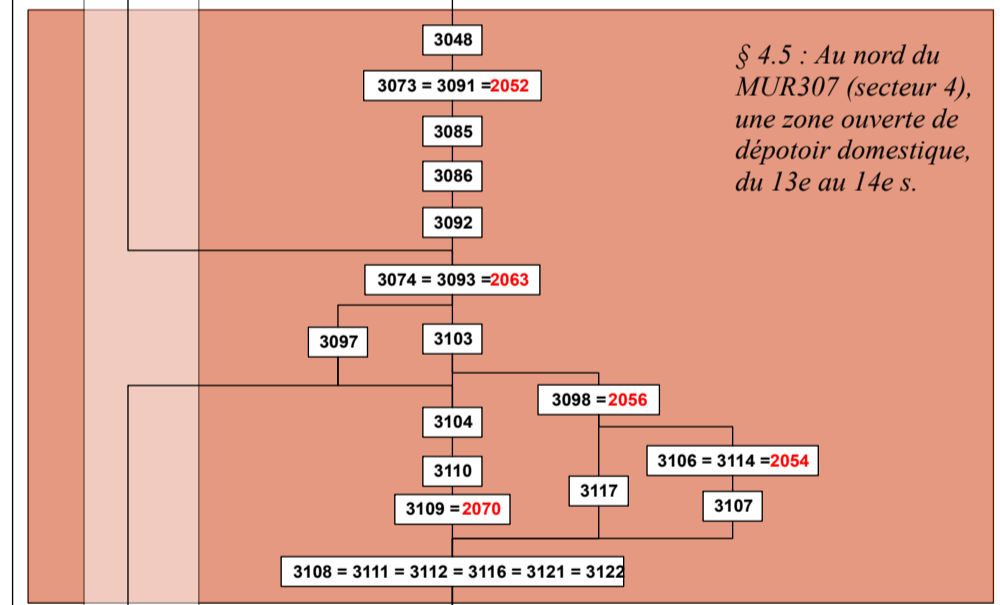 3048
§ 4.5 : Au nord du
MUR307 (secteur 4),
une zone ouverte de
dépotoir domestique,
du 13e au 14e s.
3073 = 3091 =2052
3085
3086
3092
3074 = 3093 =2063
3097
3103
3098 =2056
3104
3106 = 3114 =2054
3110
3117
3107
3109 =2070
3108 = 3111 = 3112 = 3116 = 3121 = 3122